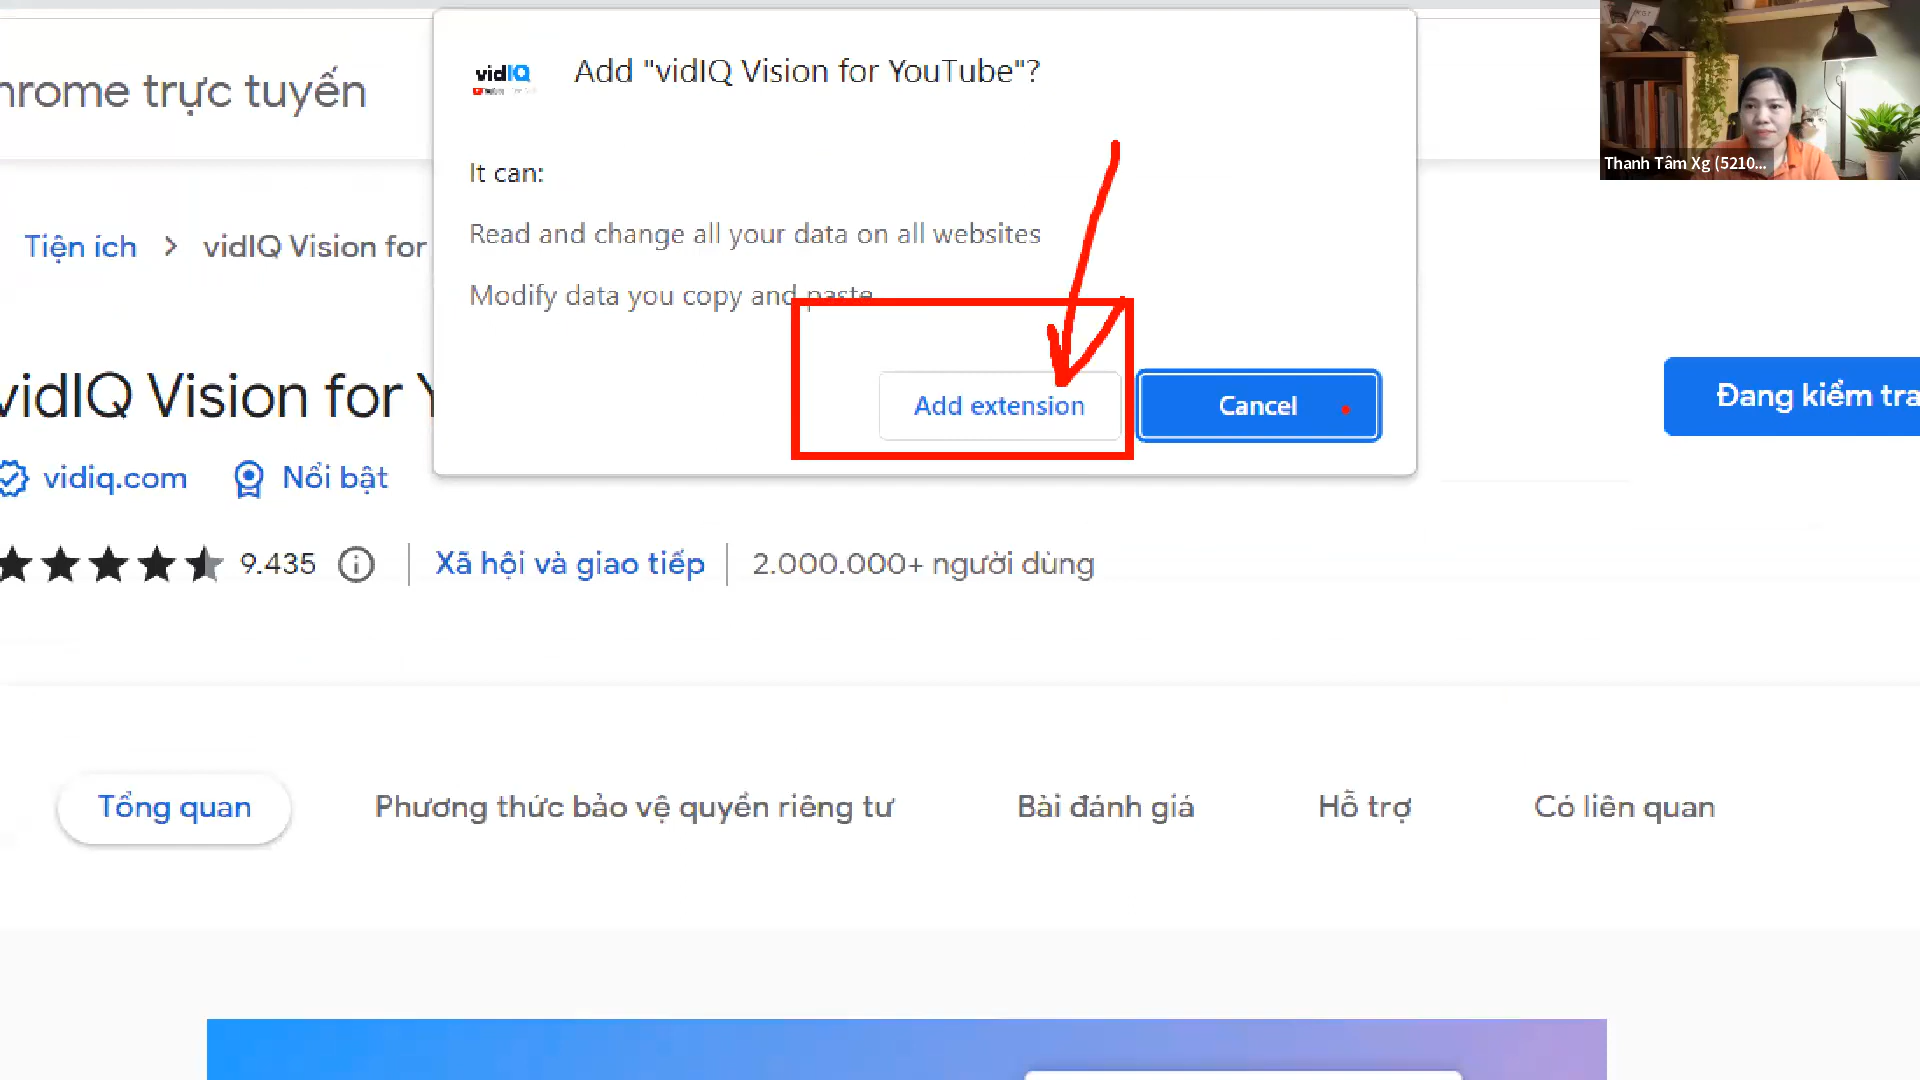 hrome trực tuyến
vidIQ
Add "vidIQ Vision for YouTube"?
It can:
Read and change all your data on all websites
Modify data you copy and paste
Add extension
Cancel
Thanh Tâm Xg (5210...
Tiện ích > vidIQ Vision for
vidIQ Vision for Y
Đang kiểm tra
vidiq.com
Nổi bật
9.435
Xã hội và giao tiếp
2.000.000+ người dùng
Tổng quan
Phương thức bảo vệ quyền riêng tư
Bài đánh giá
Hỗ trợ
Có liên quan